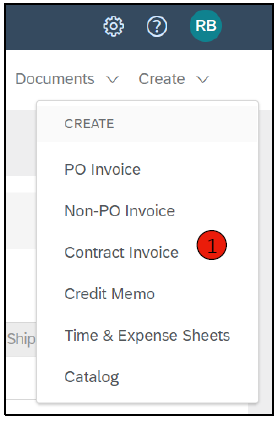 RB
Documents Create
CREATE
PO Invoice
Non-PO Invoice
Contract Invoice 1
Credit Memo
Ship
Time & Expense Sheets
Catalog